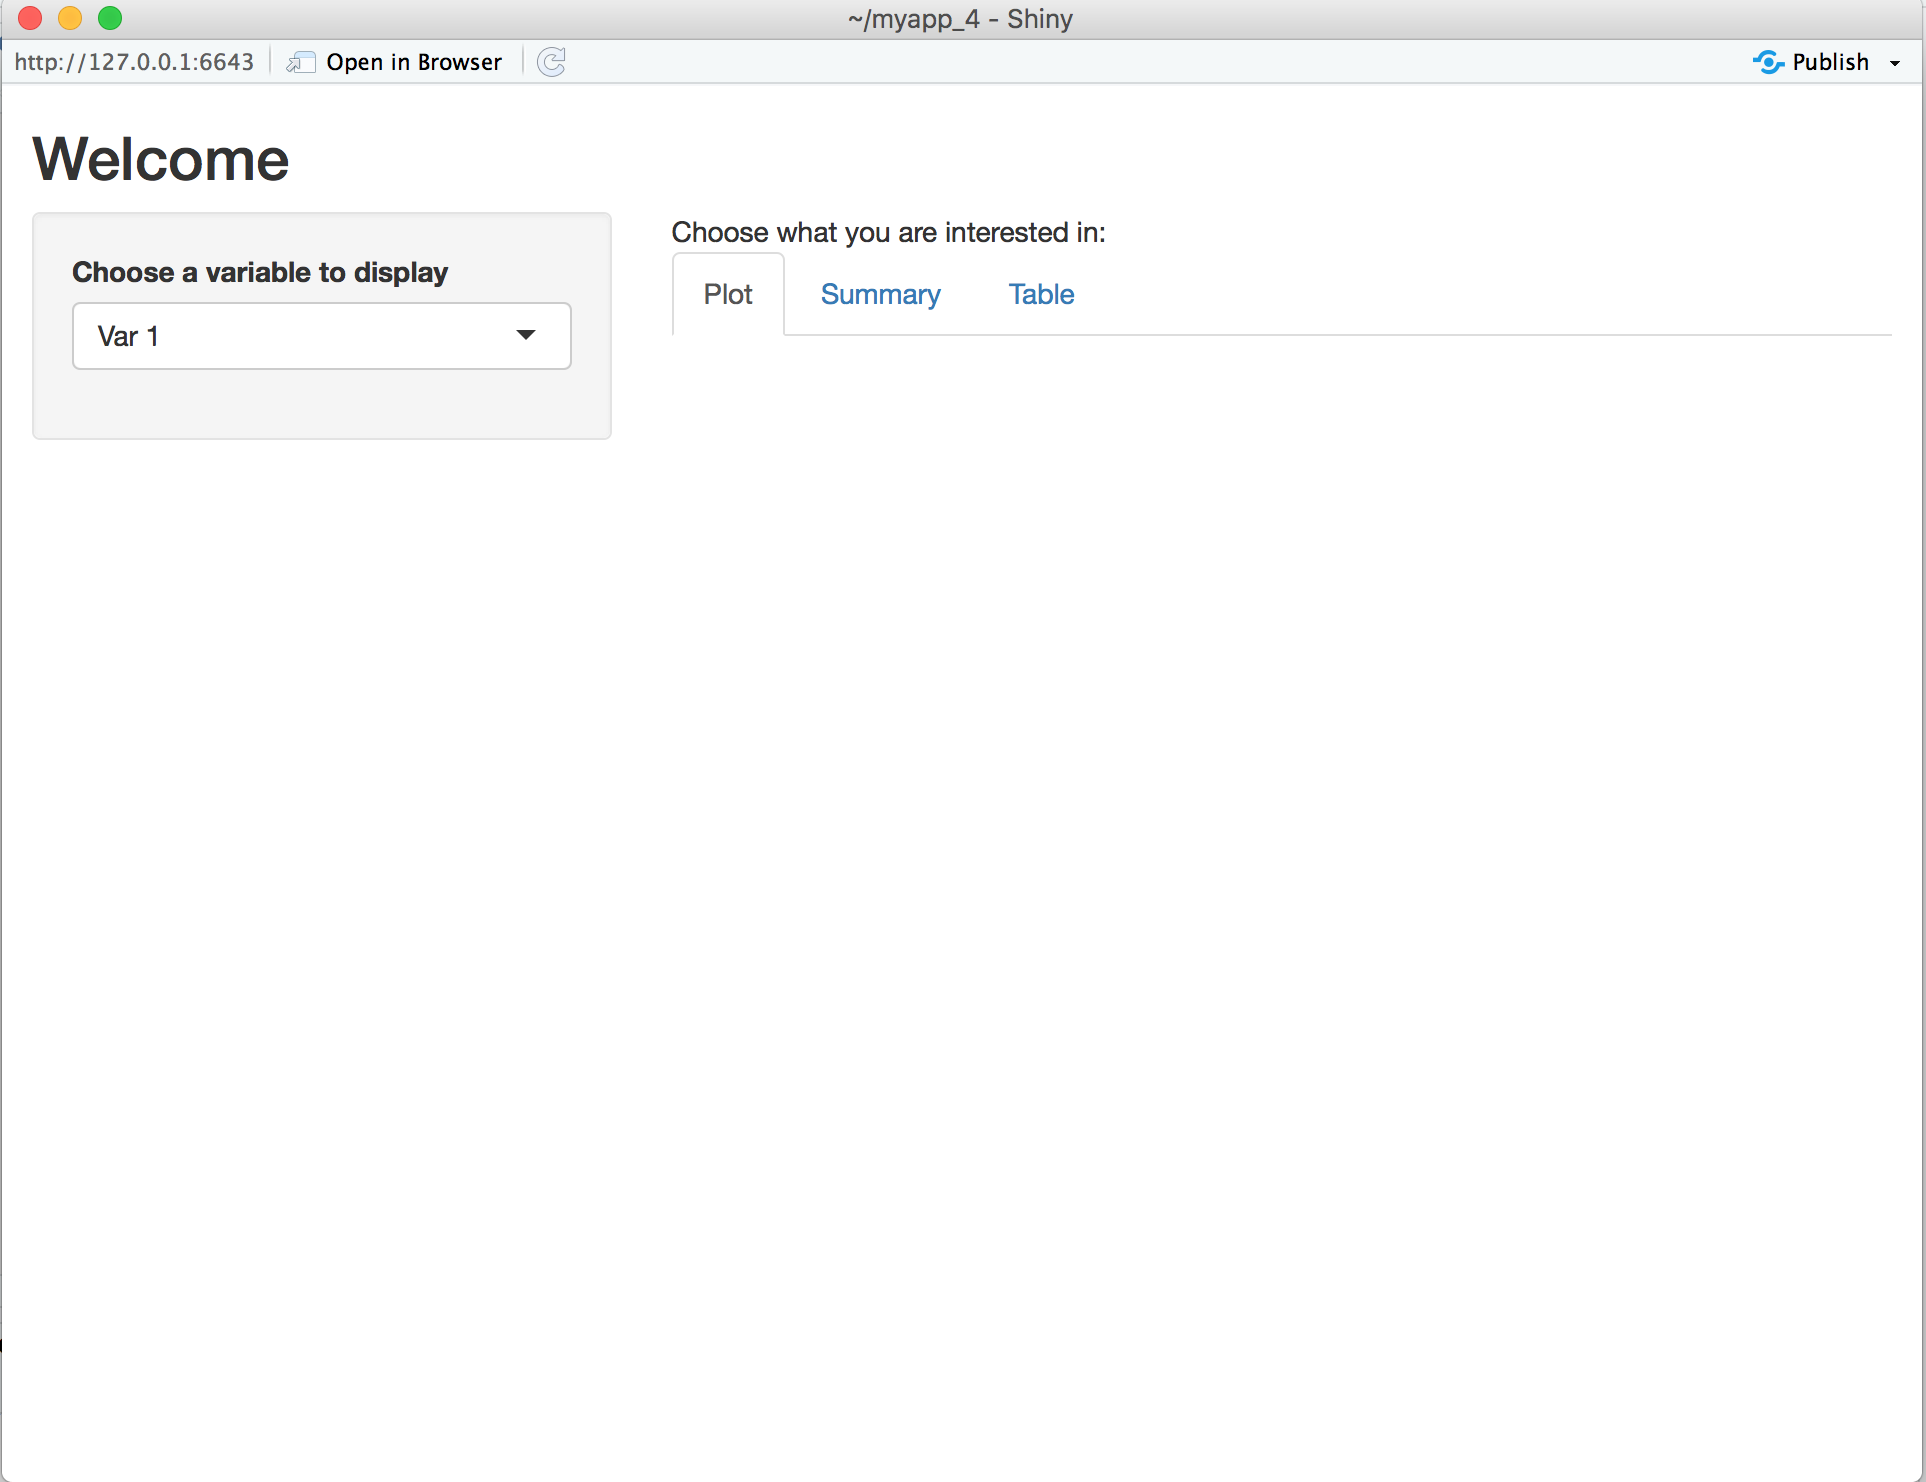 ~/myapp_4 - Shiny
http://127.0.0.1:6643 Open in Browser Publish
Welcome
Choose a variable to display
Var 1
Choose what you are interested in:
Plot Summary Table